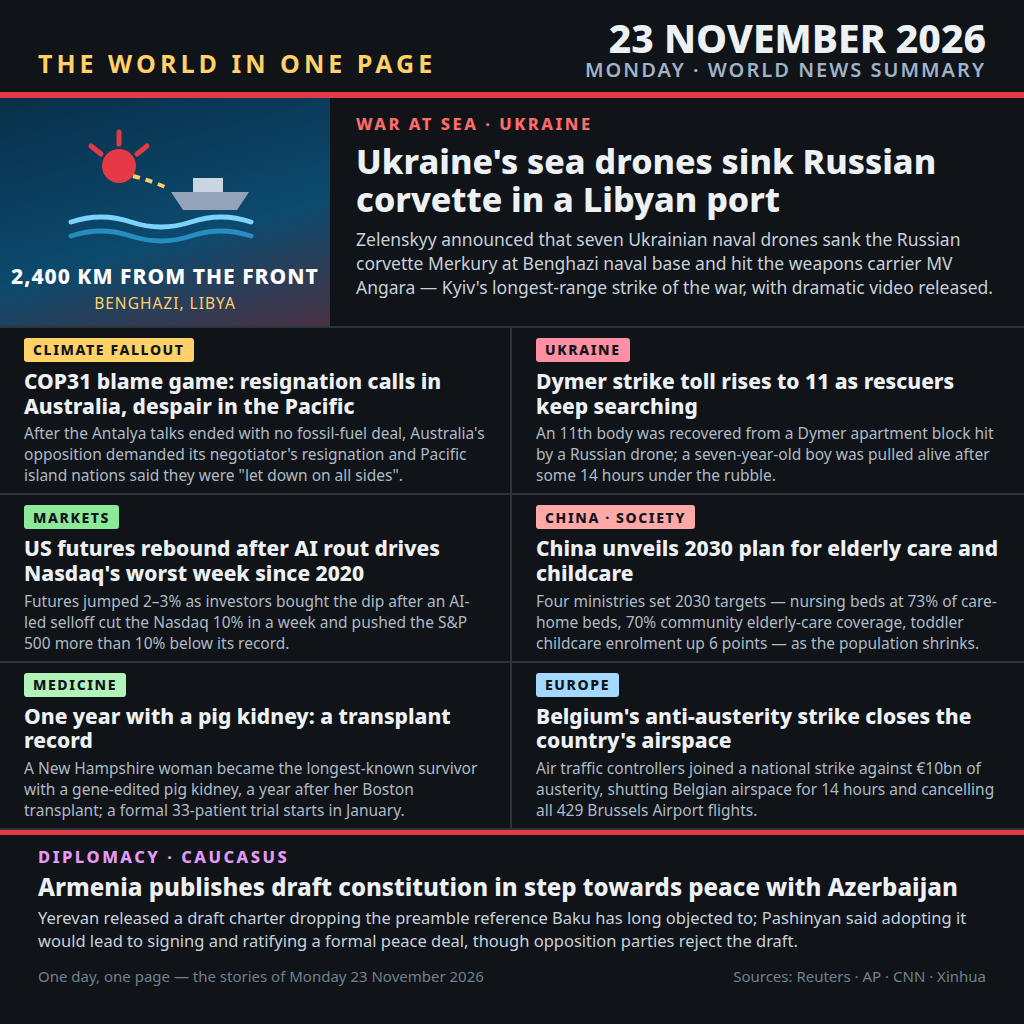 THE WORLD IN ONE PAGE
23 NOVEMBER 2026
MONDAY · WORLD NEWS SUMMARY
2,400 KM FROM THE FRONT
BENGHAZI, LIBYA
WAR AT SEA · UKRAINE
Ukraine's sea drones sink Russian
corvette in a Libyan port
Zelenskyy announced that seven Ukrainian naval drones sank the Russian
corvette Merkury at Benghazi naval base and hit the weapons carrier MV
Angara — Kyiv's longest-range strike of the war, with dramatic video released.
CLIMATE FALLOUT
COP31 blame game: resignation calls in
Australia, despair in the Pacific
After the Antalya talks ended with no fossil-fuel deal, Australia's
opposition demanded its negotiator's resignation and Pacific
island nations said they were "let down on all sides".
UKRAINE
Dymer strike toll rises to 11 as rescuers
keep searching
An 11th body was recovered from a Dymer apartment block hit
by a Russian drone; a seven-year-old boy was pulled alive after
some 14 hours under the rubble.
MARKETS
US futures rebound after AI rout drives
Nasdaq's worst week since 2020
Futures jumped 2–3% as investors bought the dip after an AI-
led selloff cut the Nasdaq 10% in a week and pushed the S&P
500 more than 10% below its record.
CHINA · SOCIETY
China unveils 2030 plan for elderly care and
childcare
Four ministries set 2030 targets — nursing beds at 73% of care-
home beds, 70% community elderly-care coverage, toddler
childcare enrolment up 6 points — as the population shrinks.
MEDICINE
One year with a pig kidney: a transplant
record
A New Hampshire woman became the longest-known survivor
with a gene-edited pig kidney, a year after her Boston
transplant; a formal 33-patient trial starts in January.
EUROPE
Belgium's anti-austerity strike closes the
country's airspace
Air traffic controllers joined a national strike against €10bn of
austerity, shutting Belgian airspace for 14 hours and cancelling
all 429 Brussels Airport flights.
DIPLOMACY · CAUCASUS
Armenia publishes draft constitution in step towards peace with Azerbaijan
Yerevan released a draft charter dropping the preamble reference Baku has long objected to; Pashinyan said adopting it
would lead to signing and ratifying a formal peace deal, though opposition parties reject the draft.
One day, one page — the stories of Monday 23 November 2026
Sources: Reuters · AP · CNN · Xinhua